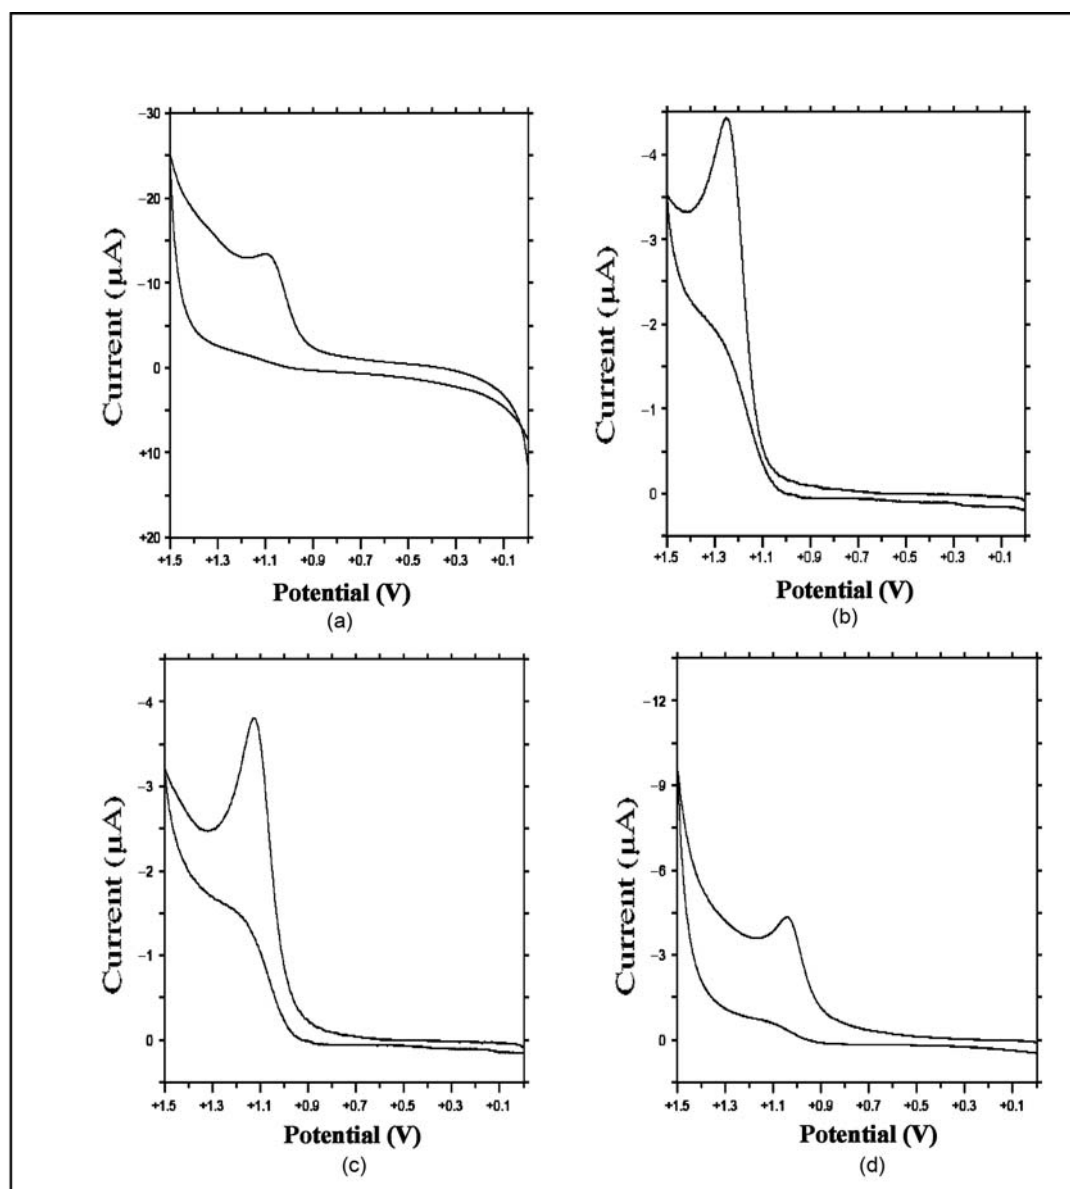 −30
−20
−10
0
+10
+20
Current (µA)
+1.5 +1.3 +1.1 +0.9 +0.7 +0.5 +0.3 +0.1
Potential (V)
(a)
−4
−3
−2
−1
0
Current (µA)
+1.5 +1.3 +1.1 +0.9 +0.7 +0.5 +0.3 +0.1
Potential (V)
(b)
−4
−3
−2
−1
0
Current (µA)
+1.5 +1.3 +1.1 +0.9 +0.7 +0.5 +0.3 +0.1
Potential (V)
(c)
−12
−9
−6
−3
0
Current (µA)
+1.5 +1.3 +1.1 +0.9 +0.7 +0.5 +0.3 +0.1
Potential (V)
(d)